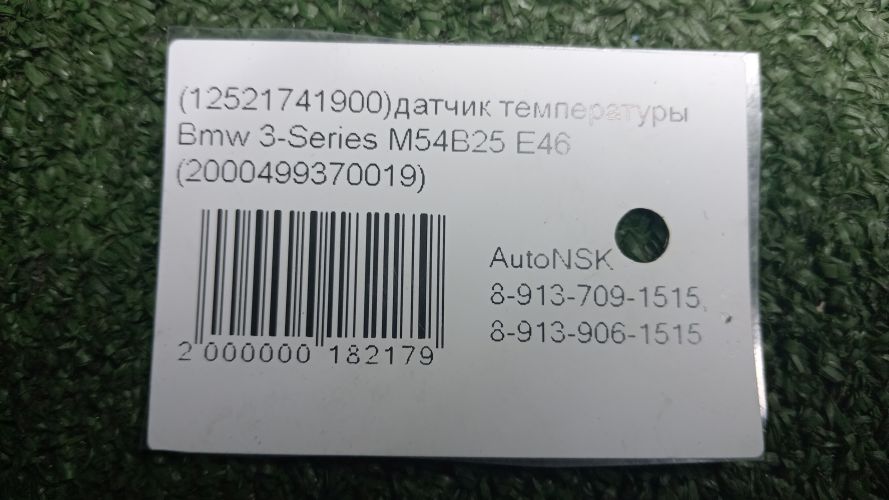 (12521741900)датчик температуры
Bmw 3-Series M54B25 E46
(2000499370019)
AutoNSK
8-913-709-1515
8-913-906-1515
2 000000 182179